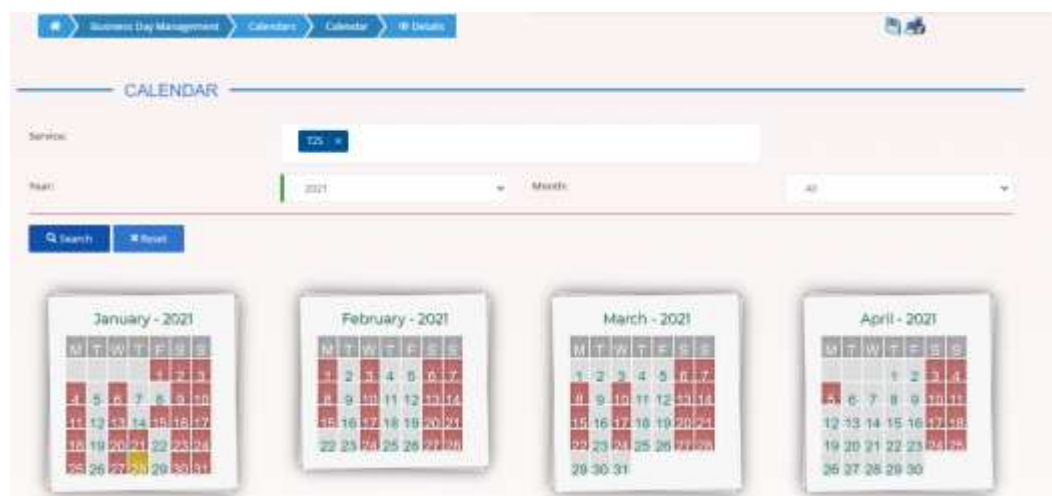 Business Day Management Calendars Calendar Details
CALENDAR
Service:
T2S ×
Year: 2021 Month: All
Search × Reset
January - 2021 February - 2021 March - 2021 April - 2021
M T W T F S S M T W T F S S M T W T F S S M T W T F S S
1 2 3 1 2 3 4 5 6 7 1 2 3 4 5 6 7 1 2 3 4
4 5 6 7 8 9 10 8 9 10 11 12 13 14 8 9 10 11 12 13 14 5 6 7 8 9 10 11
11 12 13 14 15 16 17 15 16 17 18 19 20 21 15 16 17 18 19 20 21 12 13 14 15 16 17 18
18 19 20 21 22 23 24 22 23 24 25 26 27 28 22 23 24 25 26 27 28 19 20 21 22 23 24 25
25 26 27 28 29 30 31 29 30 31 26 27 28 29 30